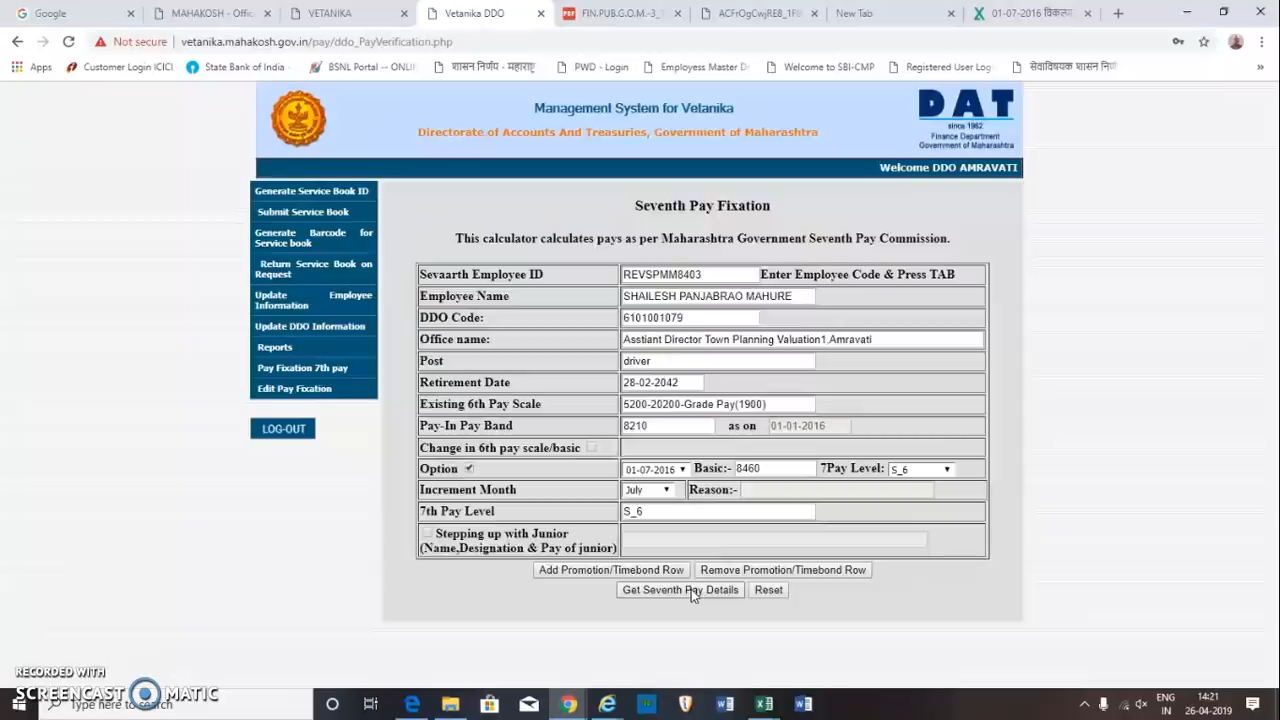 Google
MAHAKOSH - Offic
VETANIKA
Vetanika DDO
FIN.PUB.G.O.M.-3_
ACFrOgCwjRE8_1F8
New Tab
01-07-2016 विकल्प
Not secure
vetanika.mahakosh.gov.in/pay/ddo_PayVerification.php
Apps
Customer Login ICICI
State Bank of India -
BSNL Portal -- ONLI
शासन निर्णय - महाराष्ट्र
PWD - Login
Employess Master D
Welcome to SBI-CMP
Registered User Log
सेवाविषयक शासन निर्ण
Management System for Vetanika
Directorate of Accounts And Treasuries, Government of Maharashtra
DAT
since 1962
Finance Department
Government of Maharashtra
Welcome DDO AMRAVATI
Generate Service Book ID
Submit Service Book
Generate Barcode for
Service book
Return Service Book on
Request
Update Employee
Information
Update DDO Information
Reports
Pay Fixation 7th pay
Edit Pay Fixation
LOG-OUT
Seventh Pay Fixation
This calculator calculates pays as per Maharashtra Government Seventh Pay Commission.
Sevaarth Employee ID REVSPMM8403 Enter Employee Code & Press TAB
Employee Name SHAILESH PANJABRAO MAHURE
DDO Code: 6101001079
Office name: Asstiant Director Town Planning Valuation1,Amravati
Post driver
Retirement Date 28-02-2042
Existing 6th Pay Scale 5200-20200-Grade Pay(1900)
Pay-In Pay Band 8210 as on 01-01-2016
Change in 6th pay scale/basic
Option 01-07-2016 Basic:- 8460 7Pay Level: S_6
Increment Month July Reason:-
7th Pay Level S_6
Stepping up with Junior
(Name,Designation & Pay of junior)
Add Promotion/Timebond Row Remove Promotion/Timebond Row
Get Seventh Pay Details Reset
RECORDED WITH
SCREENCAST MATIC
Type here to search
ENG
IN
14:21
26-04-2019